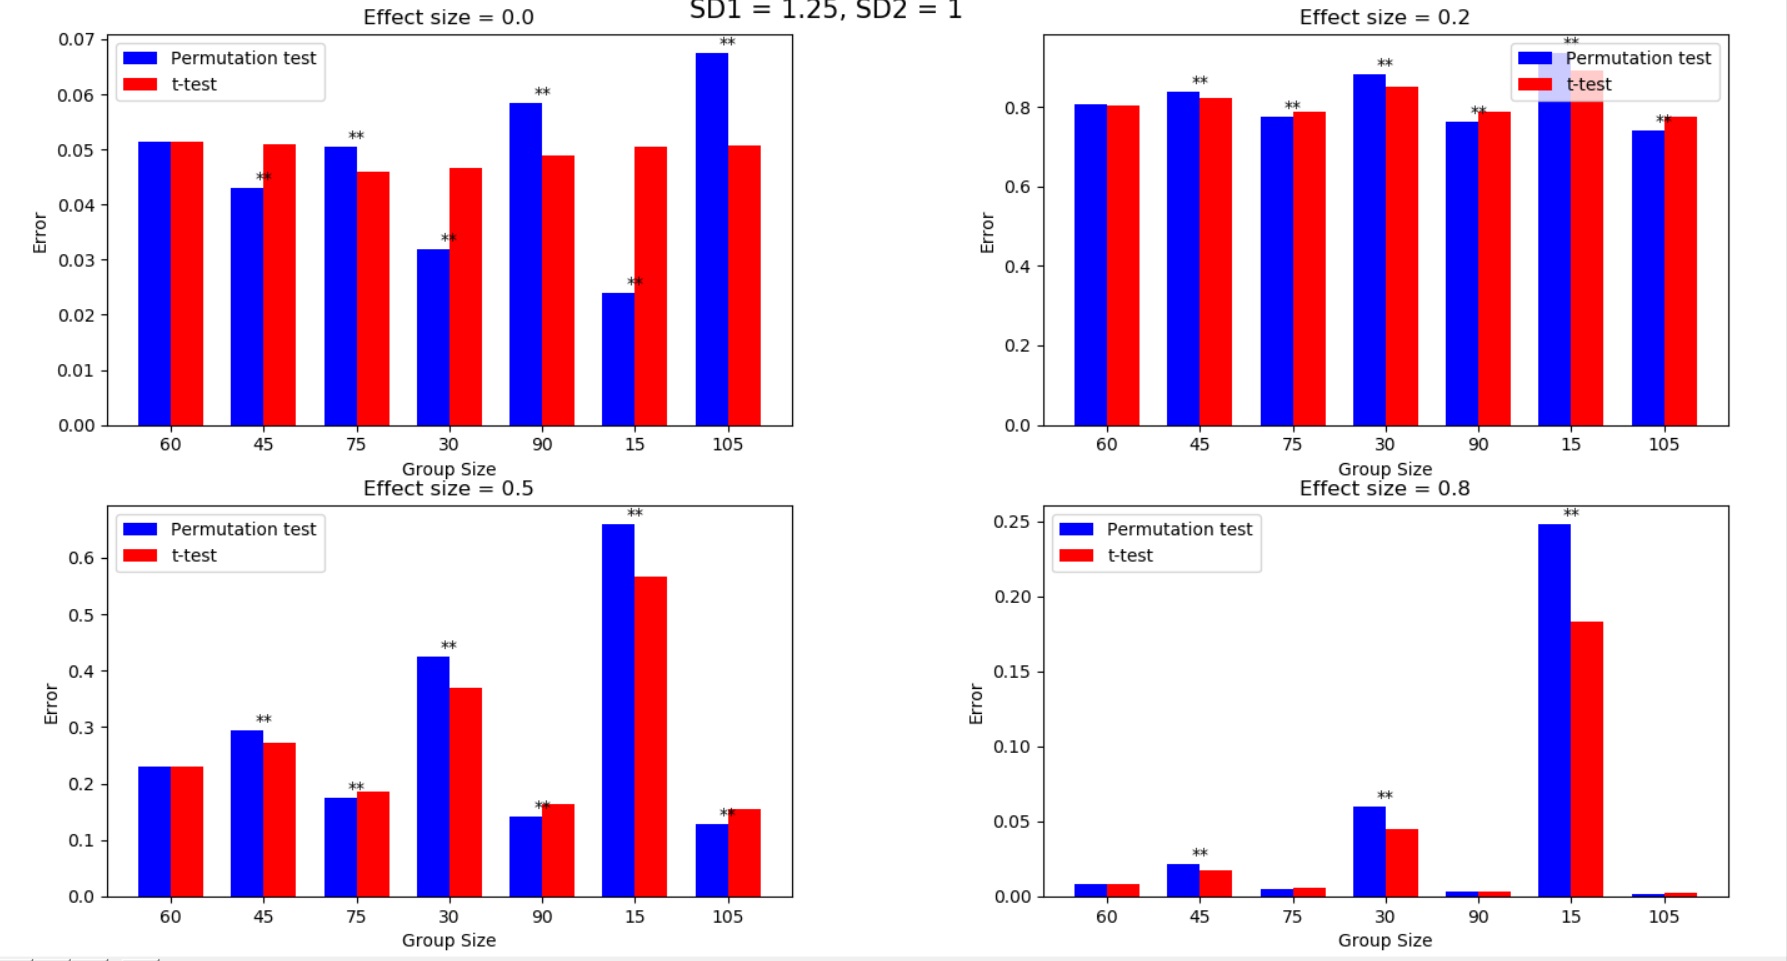 SD1 = 1.25, SD2 = 1
Effect size = 0.0
0.07
0.06
0.05
0.04
0.03
0.02
0.01
0.00
Error
Permutation test
t-test
**
**
**
**
**
**
60 45 75 30 90 15 105
Group Size
Effect size = 0.2
0.8
0.6
0.4
0.2
0.0
Error
Permutation test
t-test
**
**
**
**
**
**
60 45 75 30 90 15 105
Group Size
Effect size = 0.5
0.6
0.5
0.4
0.3
0.2
0.1
0.0
Error
Permutation test
t-test
**
**
**
**
**
**
60 45 75 30 90 15 105
Group Size
Effect size = 0.8
0.25
0.20
0.15
0.10
0.05
0.00
Error
Permutation test
t-test
**
**
**
60 45 75 30 90 15 105
Group Size